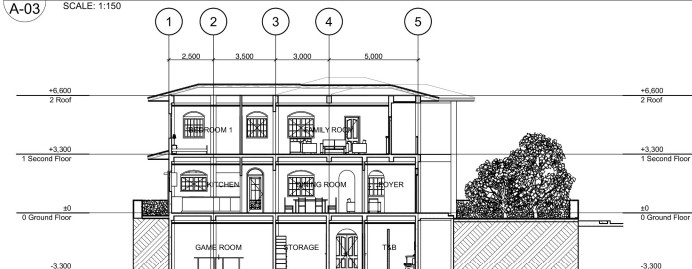 A-03
SCALE: 1:150
1 2 3 4 5
2,500 3,500 3,000 5,000
+6,600 +6,600
2 Roof 2 Roof
BEDROOM 1 FAMILY ROOM
+3,300 +3,300
1 Second Floor 1 Second Floor
KITCHEN DINING ROOM FOYER
±0 ±0
0 Ground Floor 0 Ground Floor
GAME ROOM STORAGE T&B
-3.300 -3.300